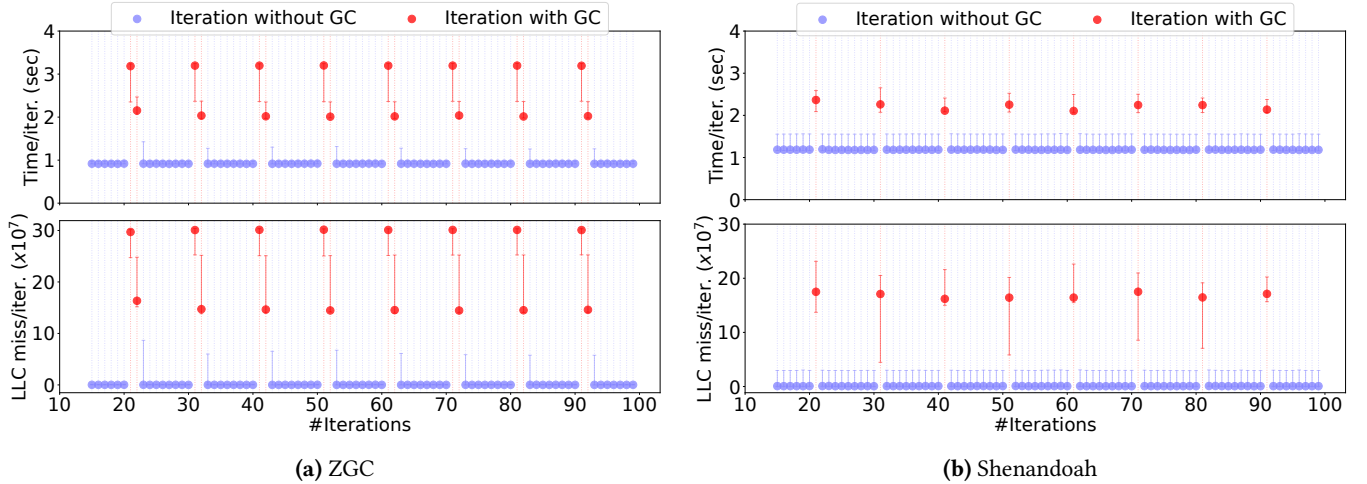 Iteration without GC
Iteration with GC
Time/iter. (sec)
4
3
2
1
0
LLC miss/iter. (x10^7)
30
20
10
0
10 20 30 40 50 60 70 80 90 100
#Iterations
(a) ZGC
Iteration without GC
Iteration with GC
Time/iter. (sec)
4
3
2
1
0
LLC miss/iter. (x10^7)
30
20
10
0
10 20 30 40 50 60 70 80 90 100
#Iterations
(b) Shenandoah